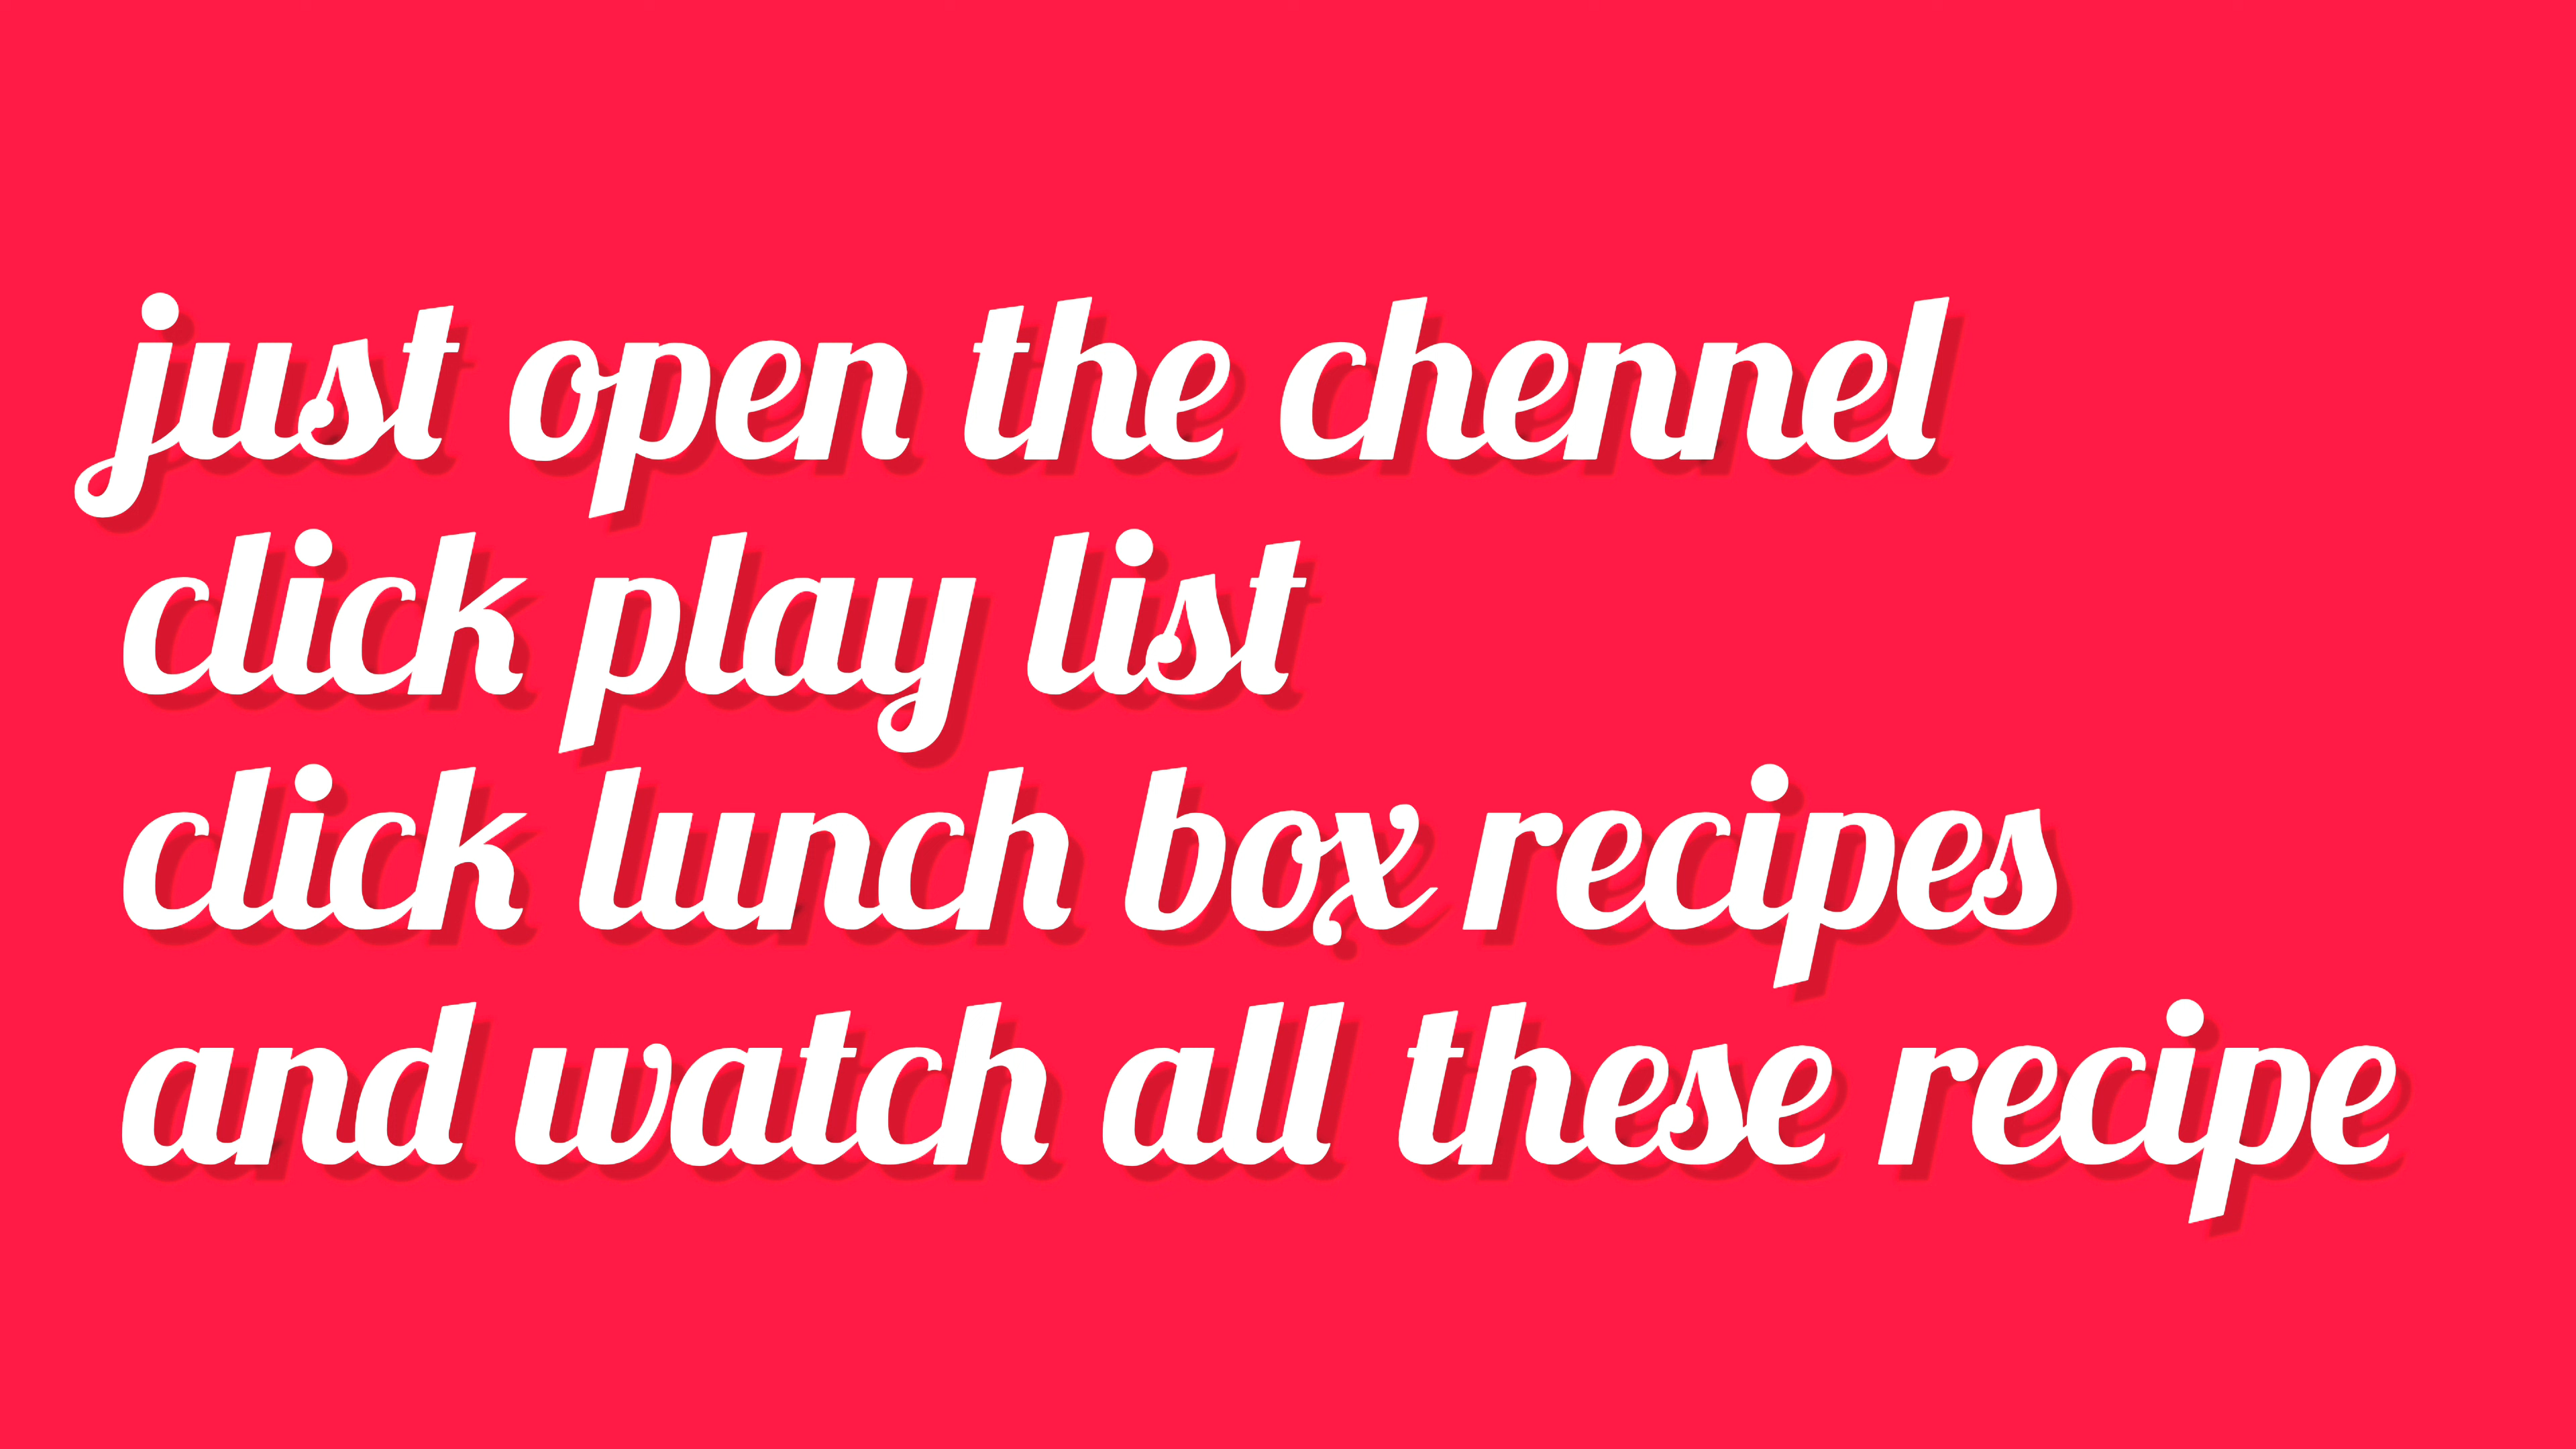 just open the chennel
click play list
click lunch box recipes
and watch all these recipe